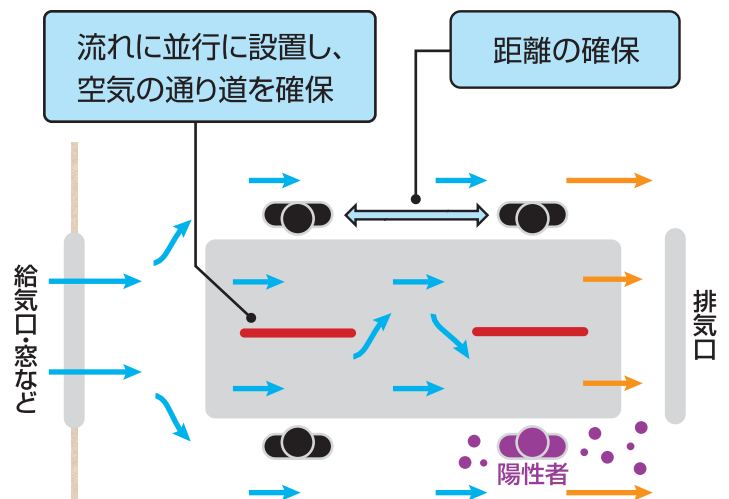 流れに並行に設置し、
空気の通り道を確保
距離の確保
給気口・窓など
排気口
陽性者